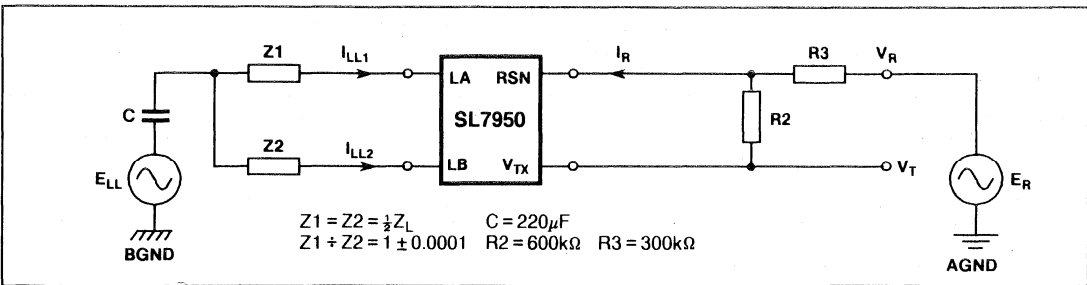 Z1
I_LL1
LA
RSN
I_R
R3
V_R
C
SL7950
R2
Z2
I_LL2
LB
V_TX
V_T
E_LL
E_R
BGND
AGND
Z1 = Z2 = ½Z_L C = 220μF
Z1 ÷ Z2 = 1 ± 0.0001 R2 = 600kΩ R3 = 300kΩ